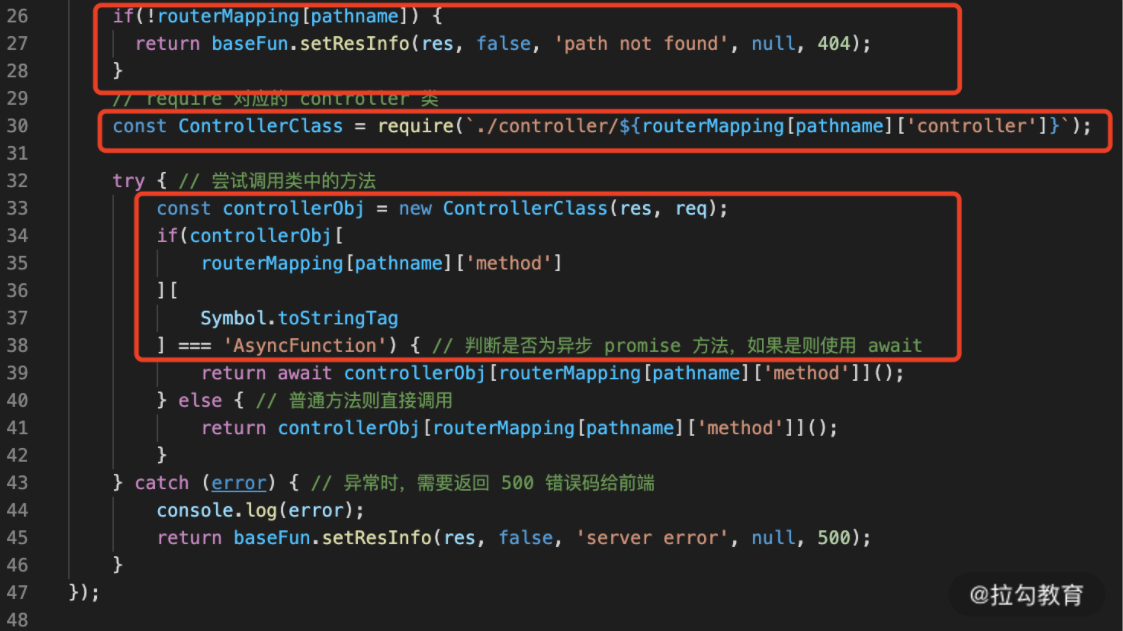 26 if(!routerMapping[pathname]) {
27 return baseFun.setResInfo(res, false, 'path not found', null, 404);
28 }
29 // require 对应的 controller 类
30 const ControllerClass = require(`./controller/${routerMapping[pathname]['controller']}`);
31
32 try { // 尝试调用类中的方法
33 const controllerObj = new ControllerClass(res, req);
34 if(controllerObj[
35 routerMapping[pathname]['method']
36 ][
37 Symbol.toStringTag
38 ] === 'AsyncFunction') { // 判断是否为异步 promise 方法，如果是则使用 await
39 return await controllerObj[routerMapping[pathname]['method']]();
40 } else { // 普通方法则直接调用
41 return controllerObj[routerMapping[pathname]['method']]();
42 }
43 } catch (error) { // 异常时，需要返回 500 错误码给前端
44 console.log(error);
45 return baseFun.setResInfo(res, false, 'server error', null, 500);
46 }
47 });
48
@拉勾教育